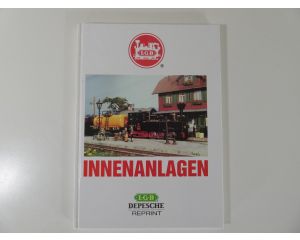 LGB
INNENANLAGEN
LGB
DEPESCHE
REPRINT